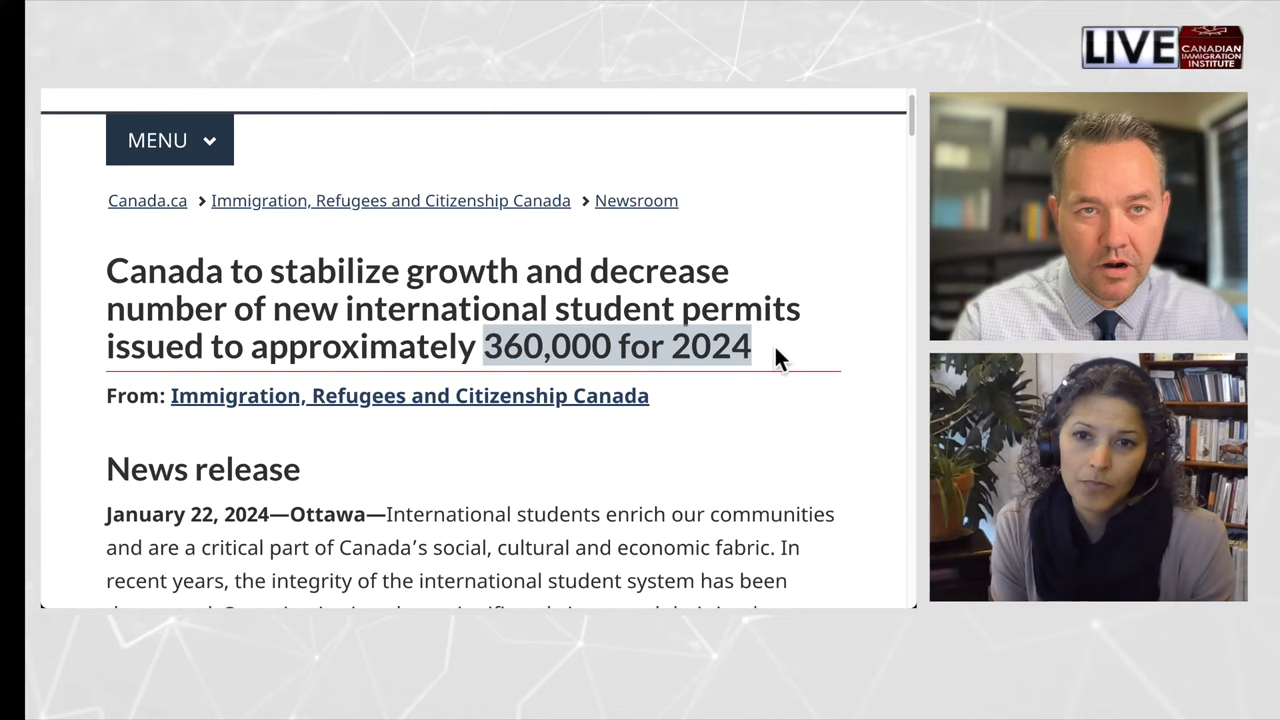 LIVE
CANADIAN
IMMIGRATION
INSTITUTE
MENU
Canada.ca Immigration, Refugees and Citizenship Canada Newsroom
Canada to stabilize growth and decrease
number of new international student permits
issued to approximately 360,000 for 2024
From: Immigration, Refugees and Citizenship Canada
News release
January 22, 2024—Ottawa—International students enrich our communities
and are a critical part of Canada’s social, cultural and economic fabric. In
recent years, the integrity of the international student system has been